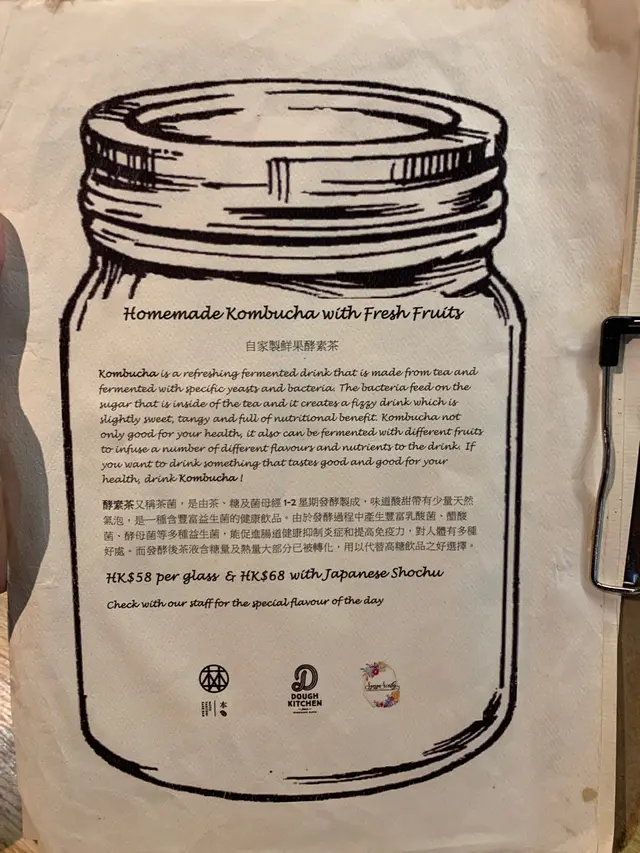 Homemade Kombucha with Fresh Fruits
自家製鮮果酵素茶
Kombucha is a refreshing fermented drink that is made from tea and
fermented with specific yeasts and bacteria. The bacteria feed on the
sugar that is inside of the tea and it creates a fizzy drink which is
slightly sweet, tangy and full of nutritional benefit. Kombucha not
only good for your health, it also can be fermented with different fruits
to infuse a number of different flavours and nutrients to the drink. If
you want to drink something that tastes good and good for your
health, drink Kombucha !
酵素茶又稱茶菌，是由茶、糖及菌母經 1-2 星期發酵製成，味道酸甜帶有少量天然
氣泡，是一種含豐富益生菌的健康飲品。由於發酵過程中產生豐富乳酸菌、醋酸
菌、酵母菌等多種益生菌，能促進腸道健康抑制炎症和提高免疫力，對人體有多種
好處。而發酵後茶液含糖量及熱量大部分已被轉化，用以代替高糖飲品之好選擇。
HK$58 per glass & HK$68 with Japanese Shochu
Check with our staff for the special flavour of the day
本
DOUGH
KITCHEN